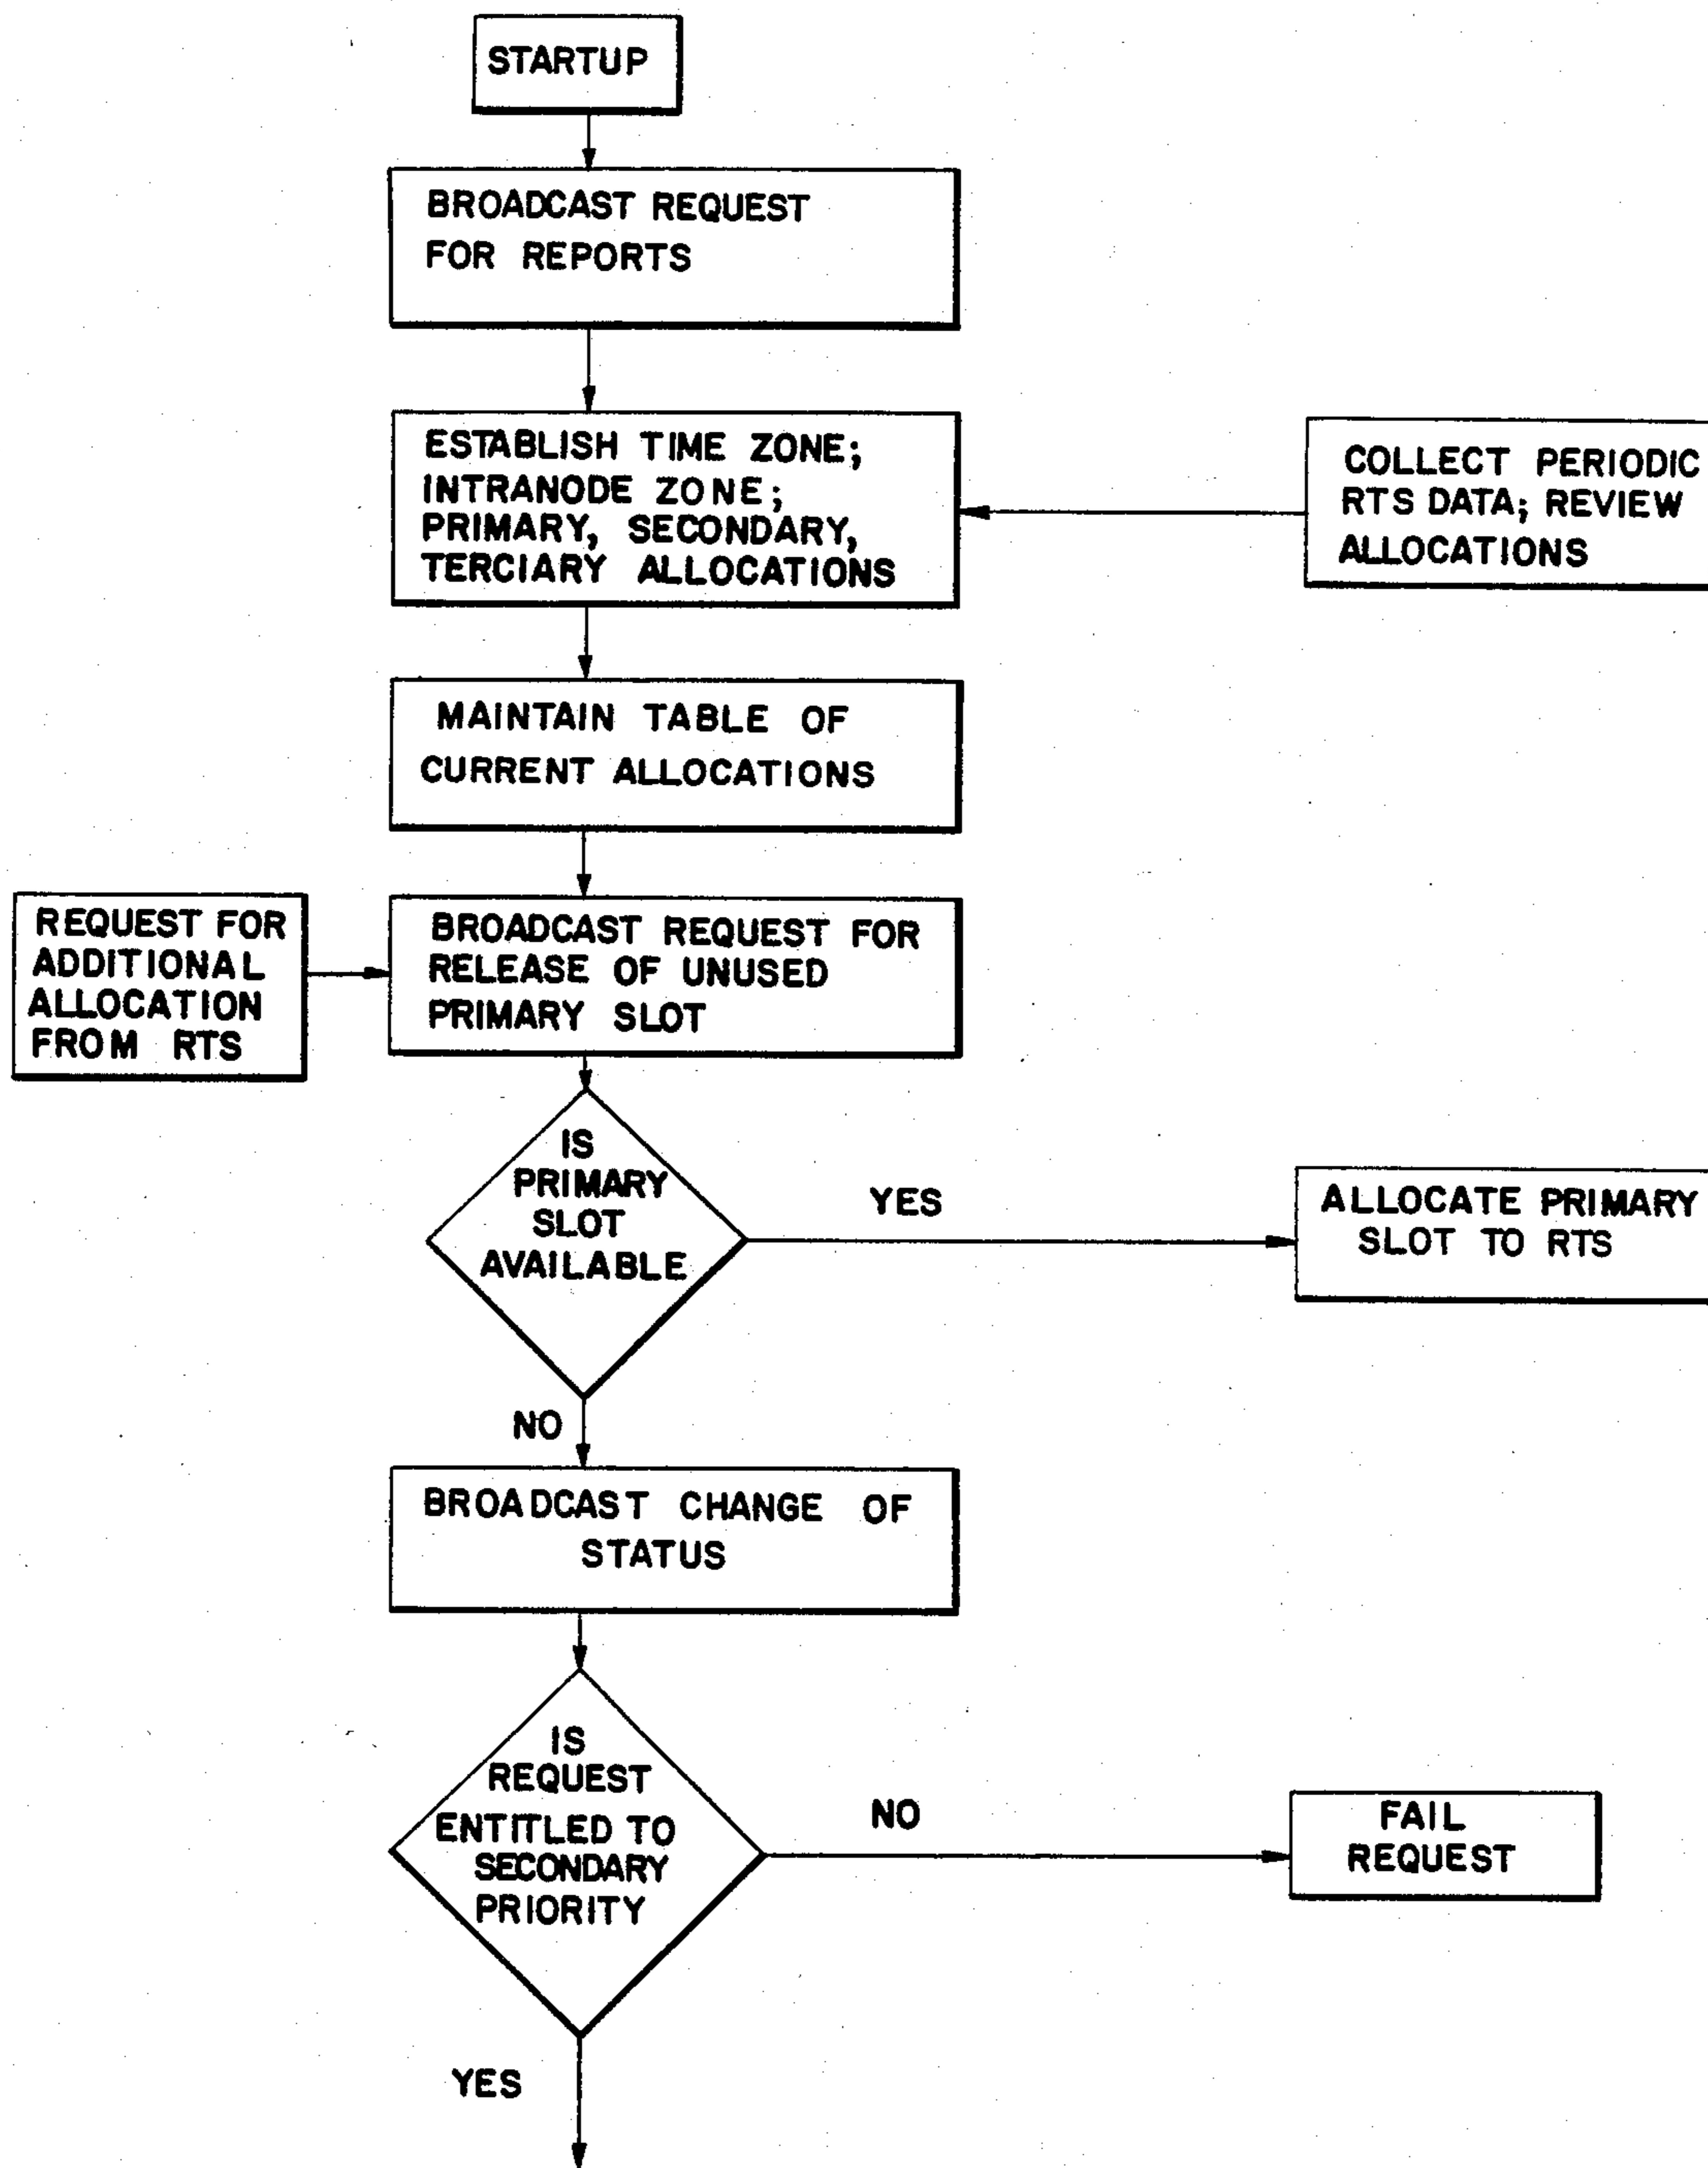 STARTUP
BROADCAST REQUEST
FOR REPORTS
ESTABLISH TIME ZONE;
INTRANODE ZONE;
PRIMARY, SECONDARY,
TERCIARY ALLOCATIONS
COLLECT PERIODIC
RTS DATA; REVIEW
ALLOCATIONS
MAINTAIN TABLE OF
CURRENT ALLOCATIONS
REQUEST FOR
ADDITIONAL
ALLOCATION
FROM RTS
BROADCAST REQUEST FOR
RELEASE OF UNUSED
PRIMARY SLOT
IS
PRIMARY
SLOT
AVAILABLE
YES
ALLOCATE PRIMARY
SLOT TO RTS
NO
BROADCAST CHANGE OF
STATUS
IS
REQUEST
ENTITLED TO
SECONDARY
PRIORITY
NO
FAIL
REQUEST
YES